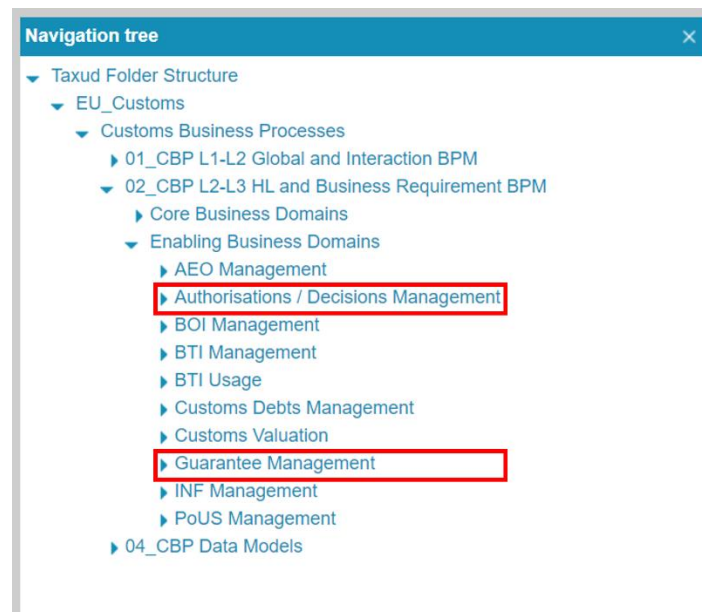 Navigation tree
Taxud Folder Structure
EU_Customs
Customs Business Processes
01_CBP L1-L2 Global and Interaction BPM
02_CBP L2-L3 HL and Business Requirement BPM
Core Business Domains
Enabling Business Domains
AEO Management
Authorisations / Decisions Management
BOI Management
BTI Management
BTI Usage
Customs Debts Management
Customs Valuation
Guarantee Management
INF Management
PoUS Management
04_CBP Data Models